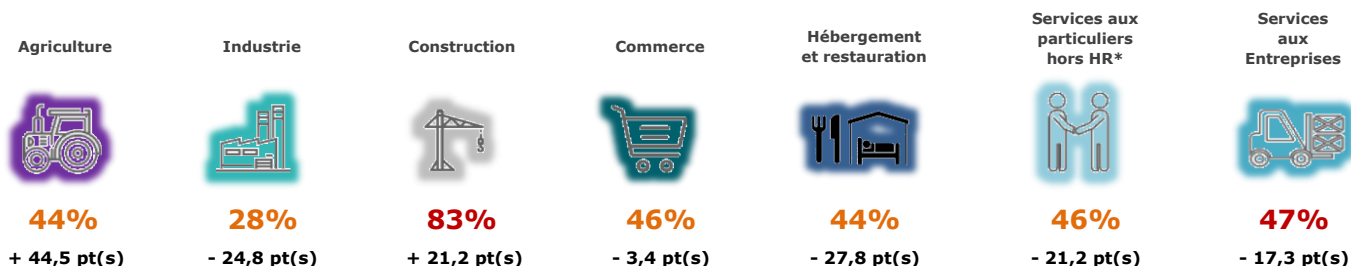 Agriculture
Industrie
Construction
Commerce
Hébergement
et restauration
Services aux
particuliers
hors HR*
Services
aux
Entreprises
44%
28%
83%
46%
44%
46%
47%
+ 44,5 pt(s)
- 24,8 pt(s)
+ 21,2 pt(s)
- 3,4 pt(s)
- 27,8 pt(s)
- 21,2 pt(s)
- 17,3 pt(s)